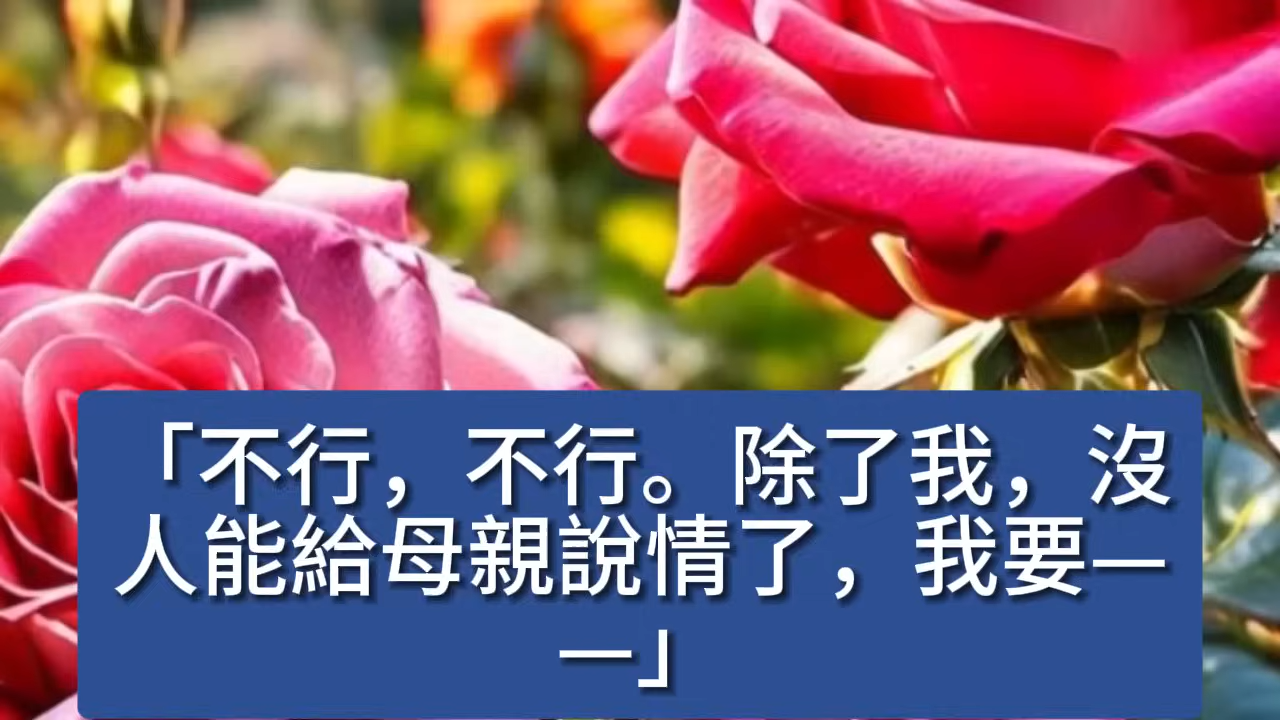 「不行，不行。除了我，沒
人能給母親說情了，我要—
—」